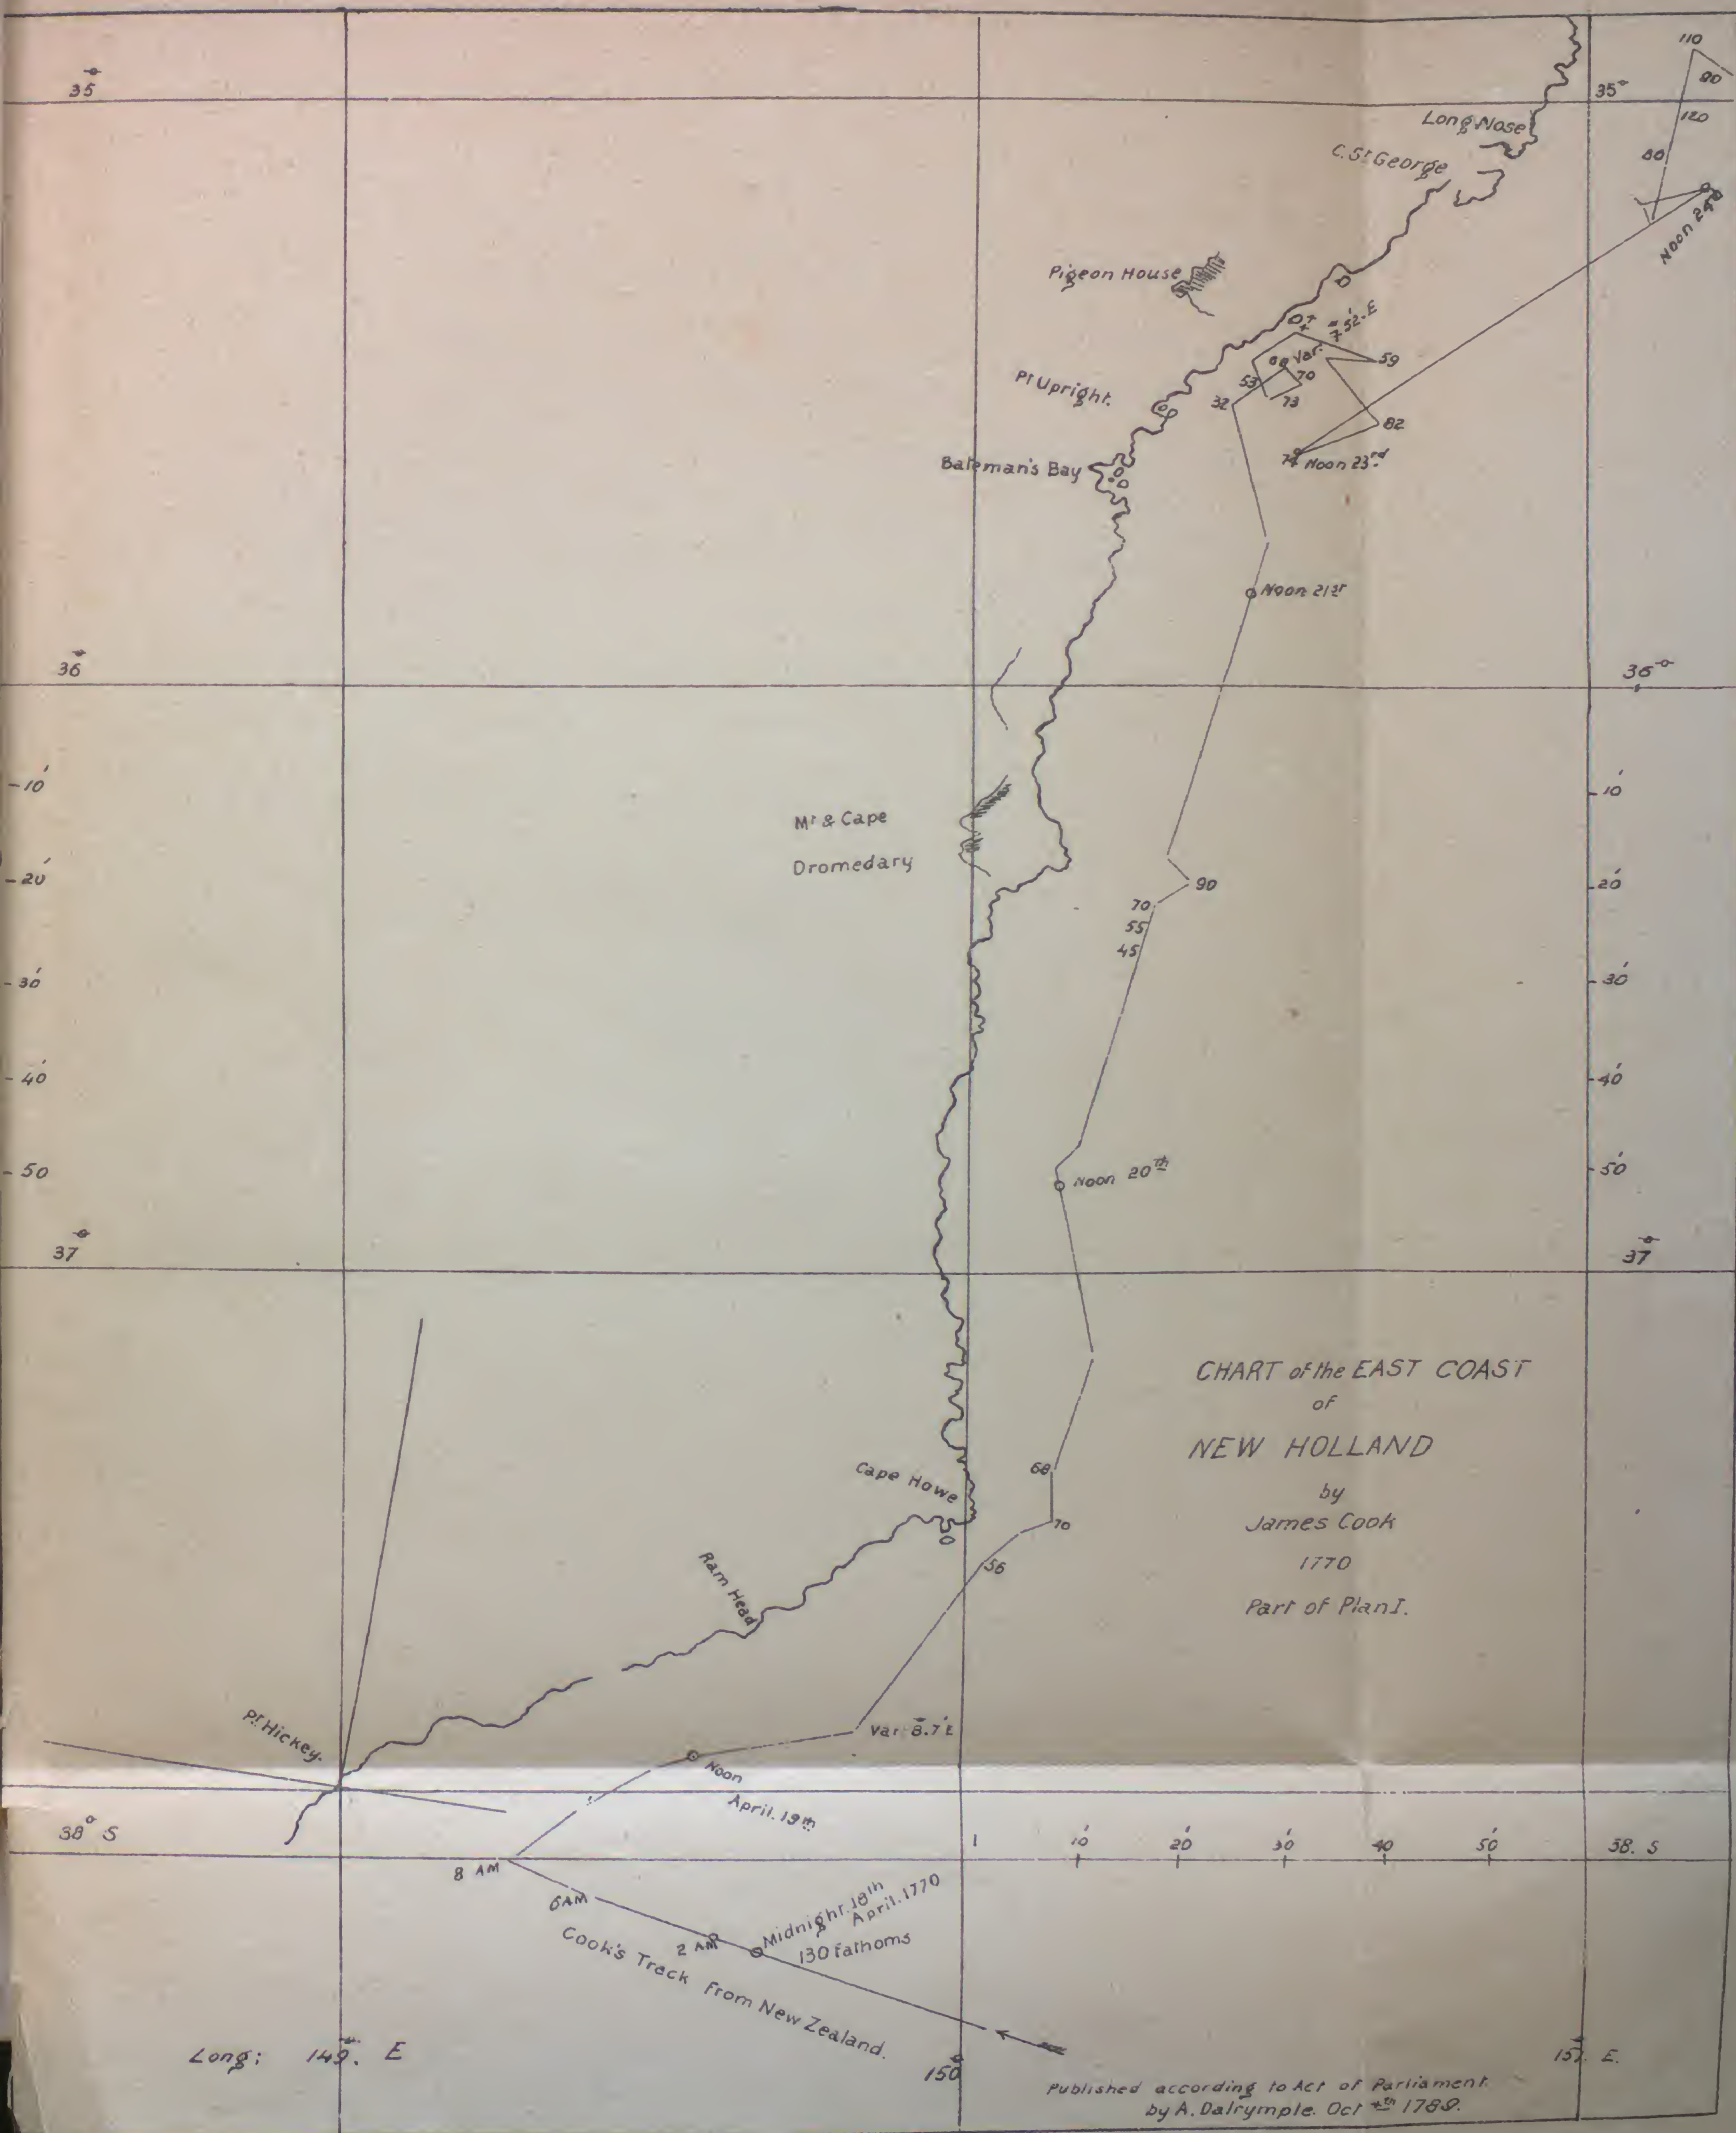 35°
35°
110
90
120
80
Long Nose
C. St George
Noon 24th
Pigeon House
Var. 7°.52' E
59
53
70
73
32
Pt Upright.
82
Bateman's Bay
74 Noon 23rd
Noon 21st
36°
36°
10'
10'
Mt & Cape
Dromedary
20'
20'
90
70
55
45
30'
30'
40'
40'
50
50'
Noon 20th
37°
37°
CHART of the EAST COAST
of
NEW HOLLAND
by
James Cook
1770
Part of Plan I.
Cape Howe
68
70
56
Ram Head
Pt Hickey.
Var. 8°.7' E
Noon
April. 19th
38° S
1
10'
20'
30'
40
50'
38. S
8 AM
6 AM
2 AM
Midnight. 18th
April. 1770
130 fathoms
Cook's Track from New Zealand.
Long: 149°. E
150°
151°. E.
Published according to Act of Parliament
by A. Dalrymple. Oct 4th 1789.